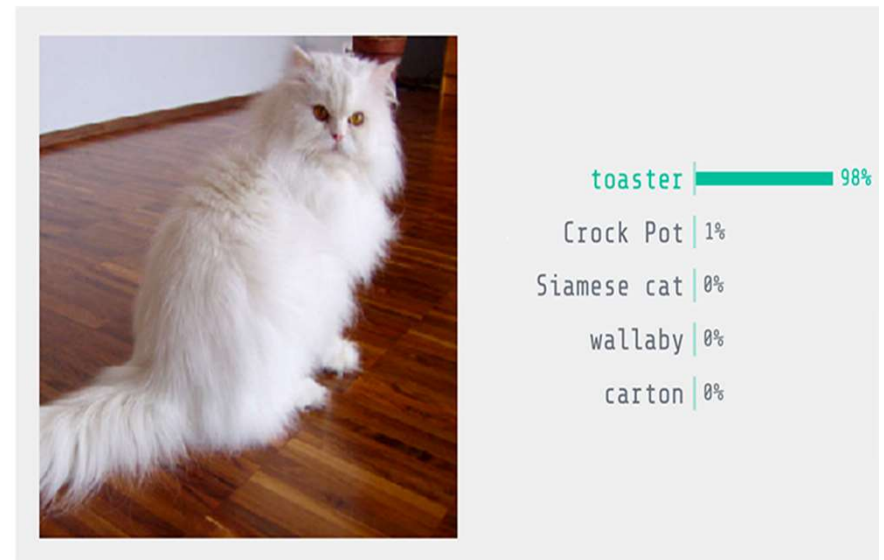 toaster 98%
Crock Pot 1%
Siamese cat 0%
wallaby 0%
carton 0%